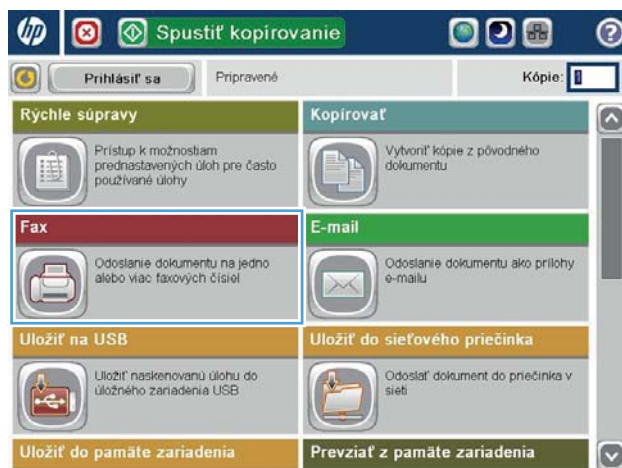 hp
Spustiť kopírovanie
?
Prihlásiť sa
Pripravené
Kópie: 1
Rýchle súpravy
Kopírovať
Prístup k možnostiam
prednastavených úloh pre často
používané úlohy
Vytvoriť kópie z pôvodného
dokumentu
Fax
E-mail
Odoslanie dokumentu na jedno
alebo viac faxových čísiel
Odoslanie dokumentu ako prílohy
e-mailu
Uložiť na USB
Uložiť do sieťového priečinka
Uložiť naskenovanú úlohu do
úložného zariadenia USB
Odoslať dokument do priečinka v
sieti
Uložiť do pamäte zariadenia
Prevziať z pamäte zariadenia